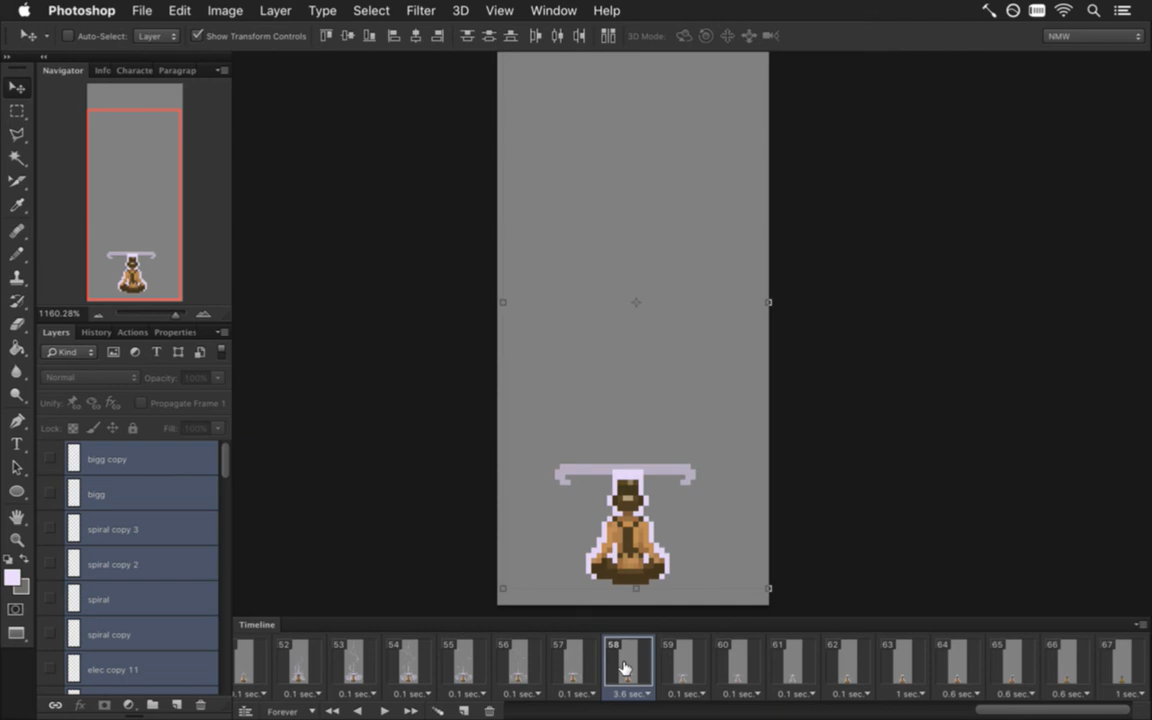 Photoshop File Edit Image Layer Type Select Filter 3D View Window Help
Auto-Select: Layer Show Transform Controls 3D Mode: NMW
Navigator Info Characte Paragrap
1160.28%
Layers History Actions Properties
Kind
Normal Opacity: 100%
Unity: Propagate Frame 1
Lock: Fill: 100%
bigg copy
bigg
spiral copy 3
spiral copy 2
spiral
spiral copy
elec copy 11
Timeline
52 53 54 55 56 57 58 59 60 61 62 63 64 65 66 67
.1 sec. 0.1 sec. 0.1 sec. 0.1 sec. 0.1 sec. 0.1 sec. 0.1 sec. 3.6 sec. 0.1 sec. 0.1 sec. 0.1 sec. 0.1 sec. 1 sec. 0.6 sec. 0.6 sec. 0.6 sec. 1 sec.
Forever